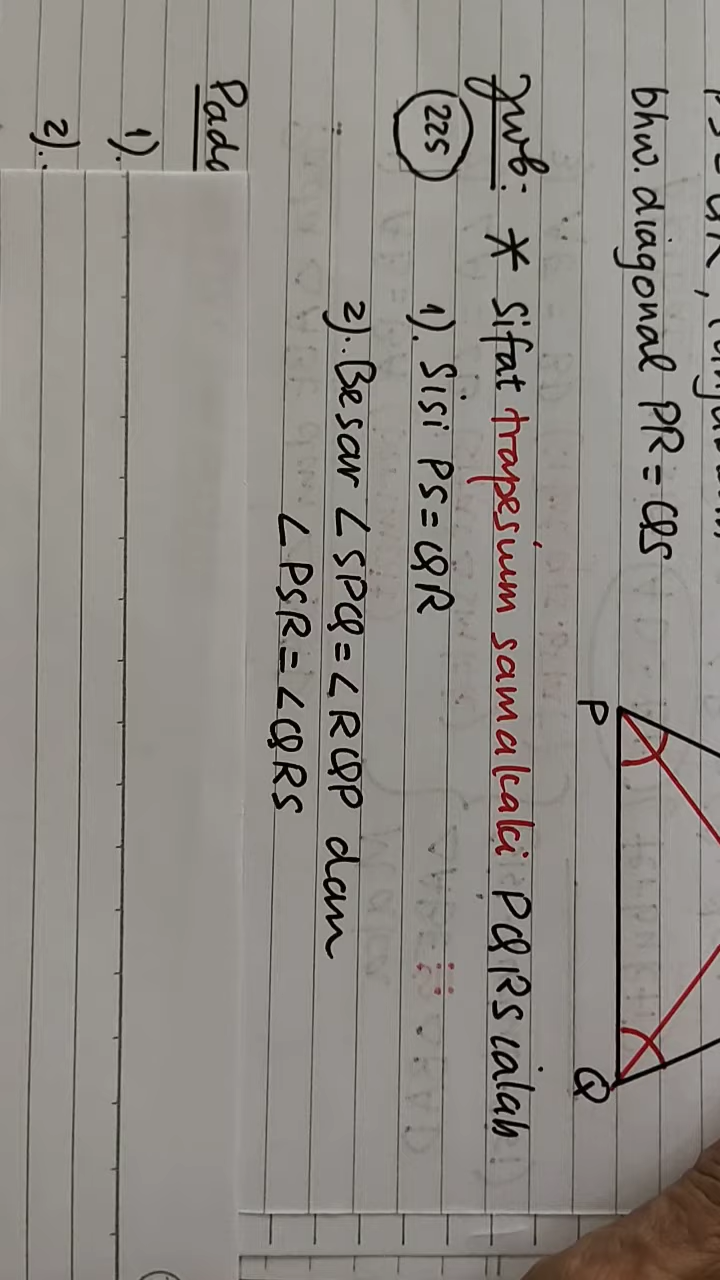 bhw. diagonal PR = QS
P
Q
Jwb: * Sifat trapesium samakaki PQRS ialah :
225
1). Sisi PS = QR
2). Besar ∠SPQ = ∠RQP dan
∠PSR = ∠QRS
1).
2).